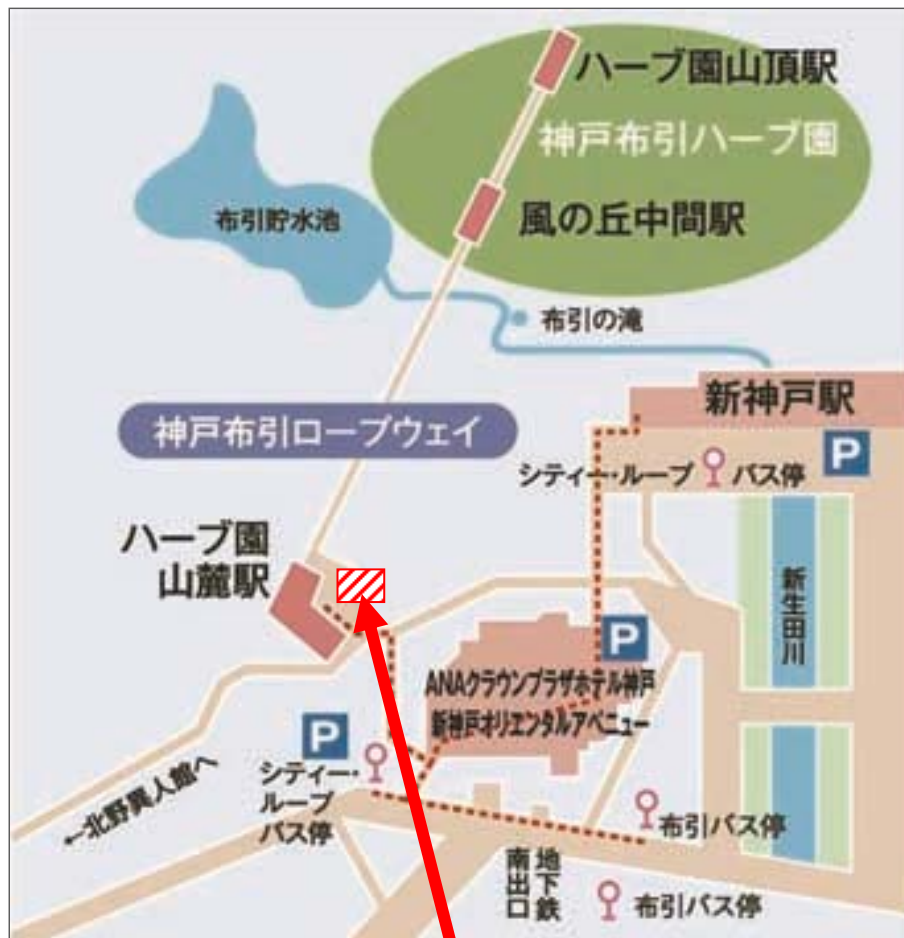 ハーブ園山頂駅
神戸布引ハーブ園
風の丘中間駅
布引貯水池
布引の滝
新神戸駅
神戸布引ロープウェイ
P
シティー・ループ バス停
ハーブ園
山麓駅
新生田川
P
ANAクラウンプラザホテル神戸
新神戸オリエンタルアベニュー
P
シティー・
ループ
バス停
←北野異人館へ
布引バス停
地下鉄
南出口
布引バス停